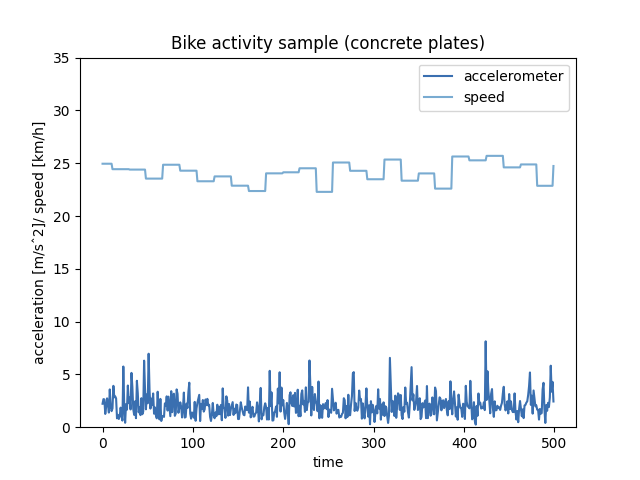 Bike activity sample (concrete plates)
accelerometer
speed
acceleration [m/sˆ2]/ speed [km/h]
35
30
25
20
15
10
5
0
0 100 200 300 400 500
time